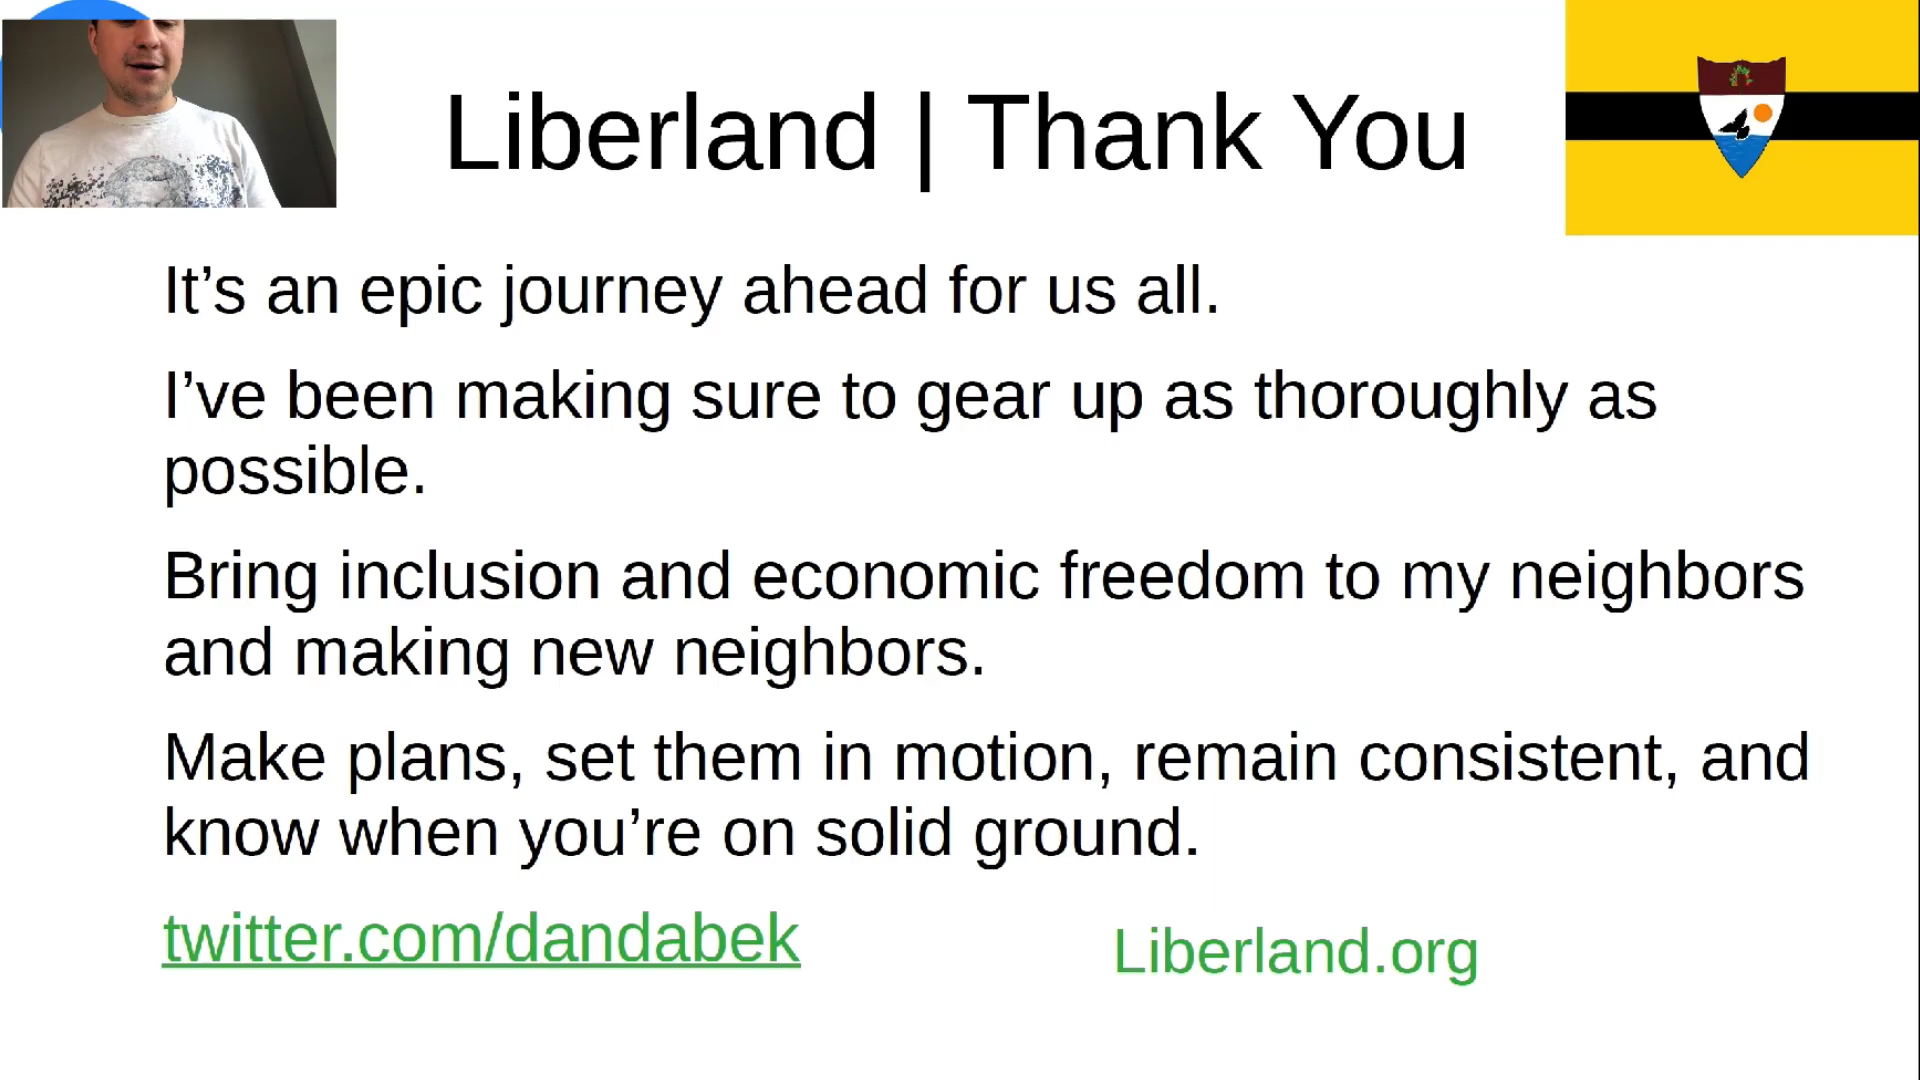 Liberland | Thank You
It’s an epic journey ahead for us all.
I’ve been making sure to gear up as thoroughly as
possible.
Bring inclusion and economic freedom to my neighbors
and making new neighbors.
Make plans, set them in motion, remain consistent, and
know when you’re on solid ground.
twitter.com/dandabek
Liberland.org